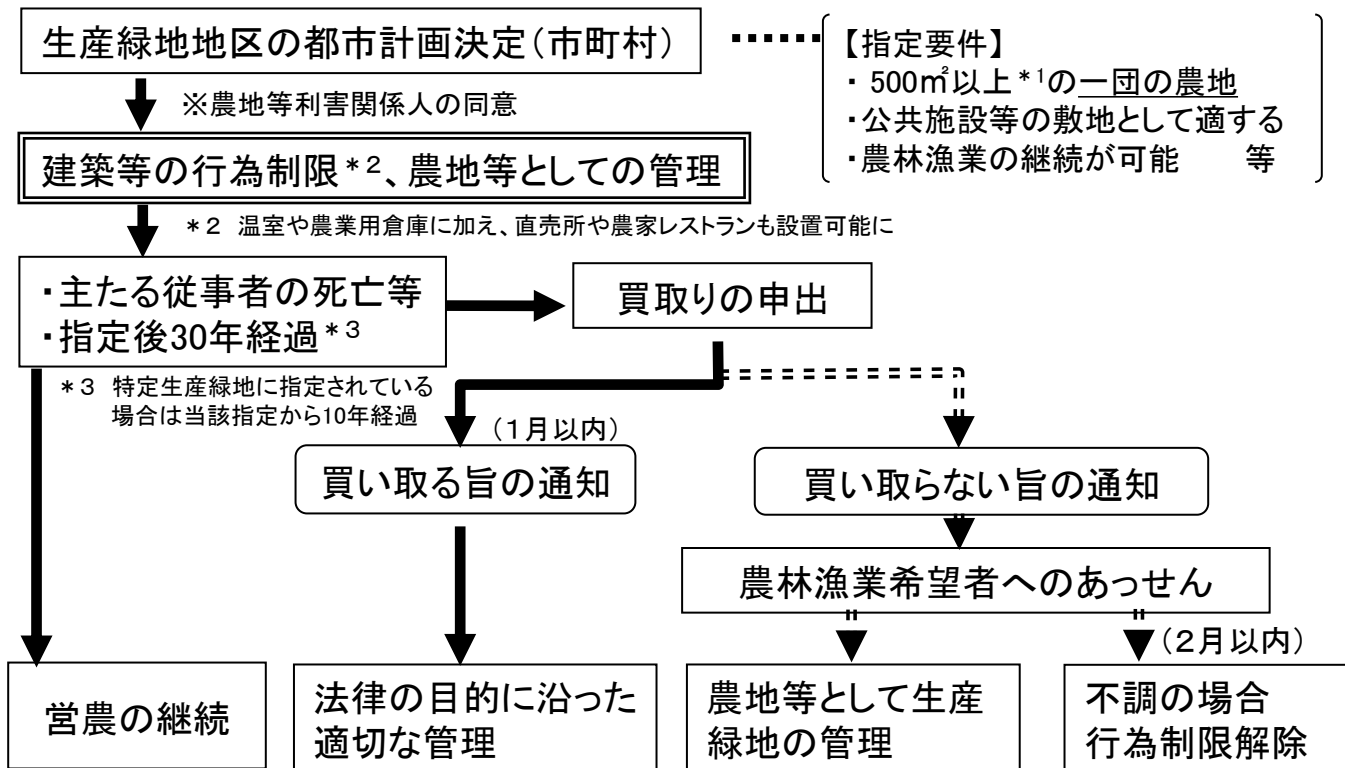 生産緑地地区の都市計画決定(市町村)
【指定要件】
・500㎡以上*1の一団の農地
・公共施設等の敷地として適する
・農林漁業の継続が可能 等
※農地等利害関係人の同意
建築等の行為制限*2、農地等としての管理
*2 温室や農業用倉庫に加え、直売所や農家レストランも設置可能に
・主たる従事者の死亡等
・指定後30年経過*3
買取りの申出
*3 特定生産緑地に指定されている
場合は当該指定から10年経過
(1月以内)
買い取る旨の通知
買い取らない旨の通知
農林漁業希望者へのあっせん
(2月以内)
営農の継続
法律の目的に沿った
適切な管理
農地等として生産
緑地の管理
不調の場合
行為制限解除